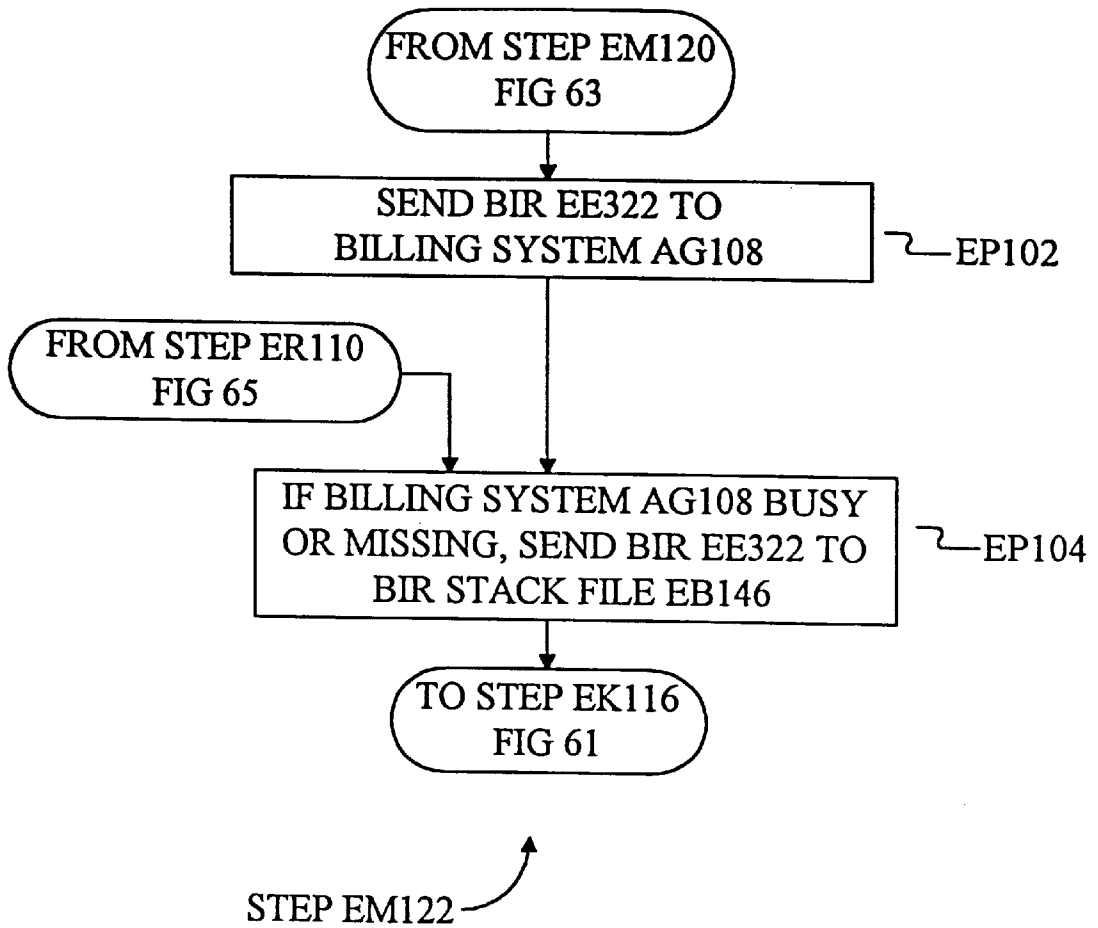 FROM STEP EM120
FIG 63
SEND BIR EE322 TO
BILLING SYSTEM AG108
EP102
FROM STEP ER110
FIG 65
IF BILLING SYSTEM AG108 BUSY
OR MISSING, SEND BIR EE322 TO
BIR STACK FILE EB146
EP104
TO STEP EK116
FIG 61
STEP EM122